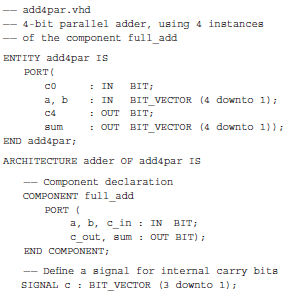 —— add4par.vhd
—— 4-bit parallel adder, using 4 instances
—— of the component full_add
ENTITY add4par IS
PORT(
c0 : IN BIT;
a, b : IN BIT_VECTOR (4 downto 1);
c4 : OUT BIT;
sum : OUT BIT_VECTOR (4 downto 1));
END add4par;
ARCHITECTURE adder OF add4par IS
—— Component declaration
COMPONENT full_add
PORT (
a, b, c_in : IN BIT;
c_out, sum : OUT BIT);
END COMPONENT;
—— Define a signal for internal carry bits
SIGNAL c : BIT_VECTOR (3 downto 1);